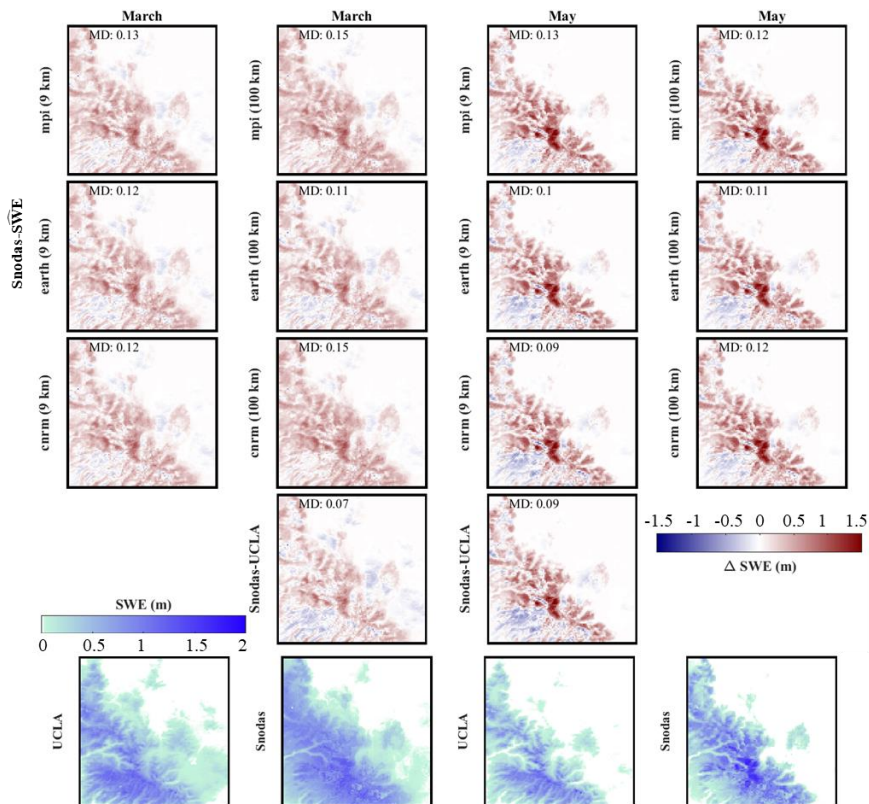 March March May May
MD: 0.13 MD: 0.15 MD: 0.13 MD: 0.12
mpi (9 km) mpi (100 km) mpi (9 km) mpi (100 km)
Snodas-SWȆ
MD: 0.12 MD: 0.11 MD: 0.1 MD: 0.11
earth (9 km) earth (100 km) earth (9 km) earth (100 km)
MD: 0.12 MD: 0.15 MD: 0.09 MD: 0.12
cnrm (9 km) cnrm (100 km) cnrm (9 km) cnrm (100 km)
MD: 0.07 MD: 0.09
Snodas-UCLA Snodas-UCLA
-1.5 -1 -0.5 0 0.5 1 1.5
Δ SWE (m)
SWE (m)
0 0.5 1 1.5 2
UCLA Snodas UCLA Snodas